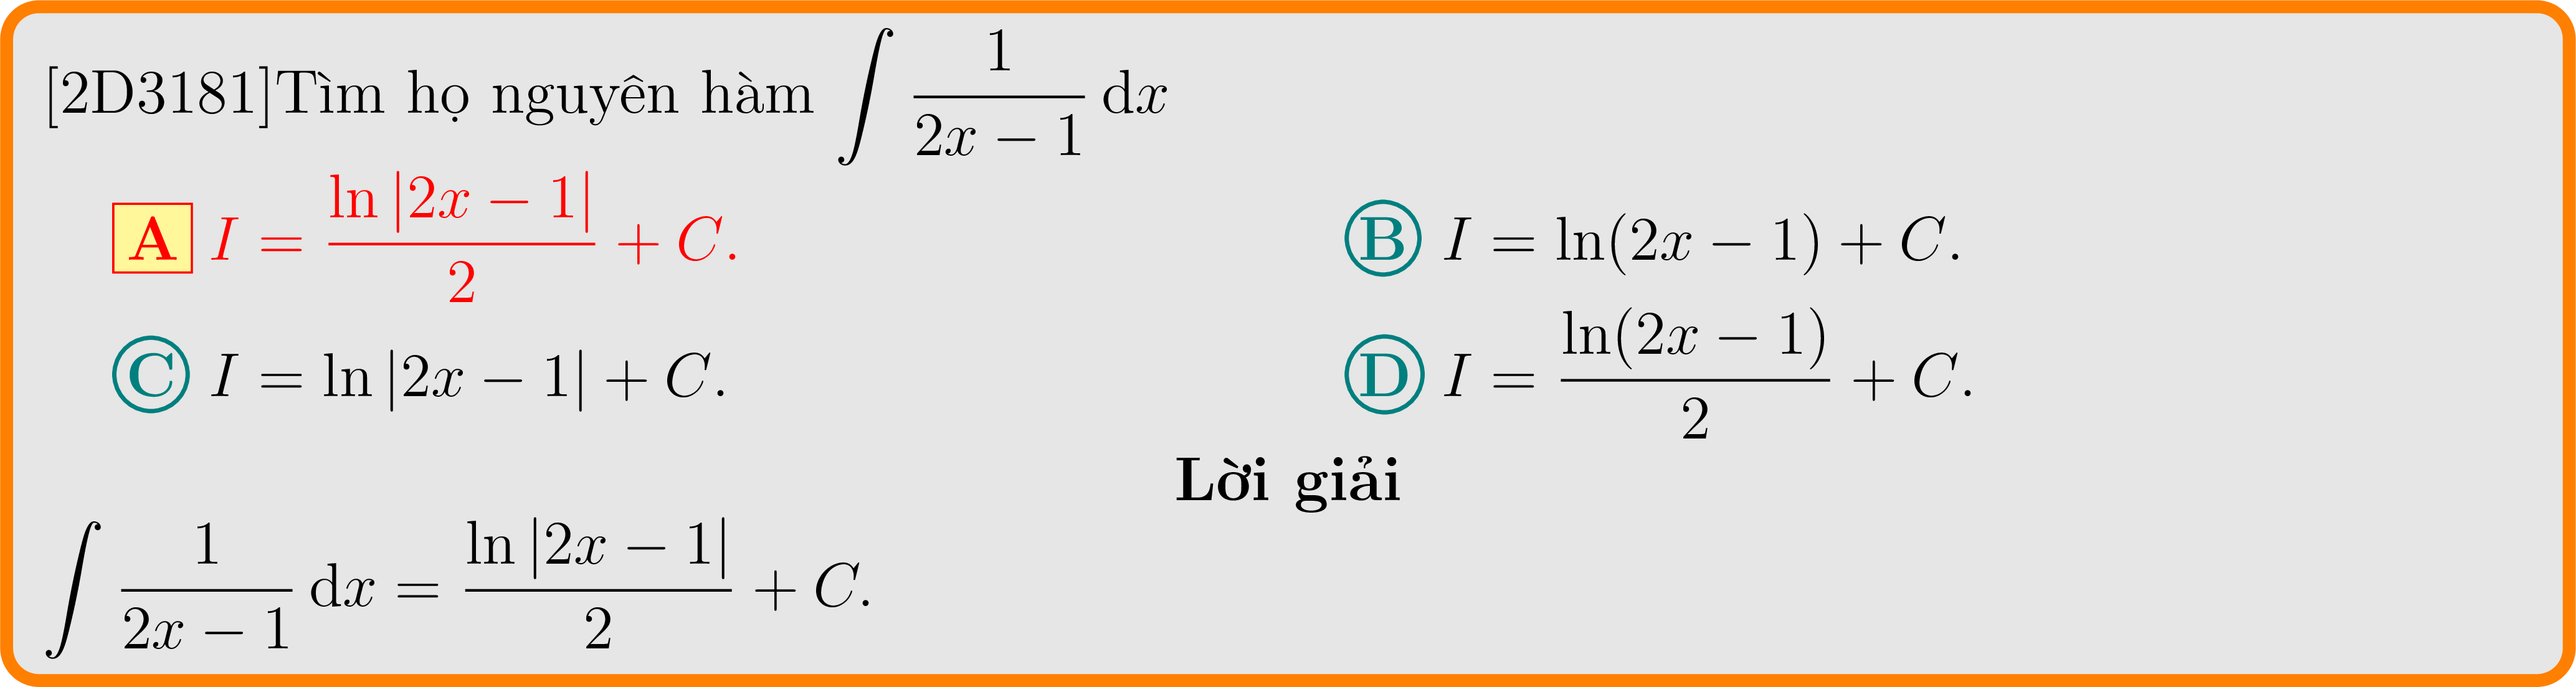 [2D3181]Tìm họ nguyên hàm $\int \frac{1}{2x-1}\,\mathrm{d}x$
A $I = \frac{\ln|2x-1|}{2} + C.$ B $I = \ln(2x-1) + C.$
C $I = \ln|2x-1| + C.$ D $I = \frac{\ln(2x-1)}{2} + C.$
Lời giải
$\int \frac{1}{2x-1}\,\mathrm{d}x = \frac{\ln|2x-1|}{2} + C.$